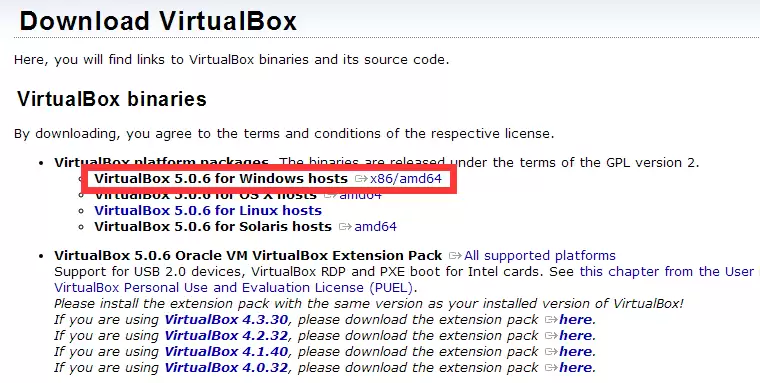 Download VirtualBox
Here, you will find links to VirtualBox binaries and its source code.
VirtualBox binaries
By downloading, you agree to the terms and conditions of the respective license.
VirtualBox platform packages. The binaries are released under the terms of the GPL version 2.
VirtualBox 5.0.6 for Windows hosts x86/amd64
VirtualBox 5.0.6 for OS X hosts amd64
VirtualBox 5.0.6 for Linux hosts
VirtualBox 5.0.6 for Solaris hosts amd64
VirtualBox 5.0.6 Oracle VM VirtualBox Extension Pack All supported platforms
Support for USB 2.0 devices, VirtualBox RDP and PXE boot for Intel cards. See this chapter from the User
VirtualBox Personal Use and Evaluation License (PUEL).
Please install the extension pack with the same version as your installed version of VirtualBox!
If you are using VirtualBox 4.3.30, please download the extension pack here.
If you are using VirtualBox 4.2.32, please download the extension pack here.
If you are using VirtualBox 4.1.40, please download the extension pack here.
If you are using VirtualBox 4.0.32, please download the extension pack here.